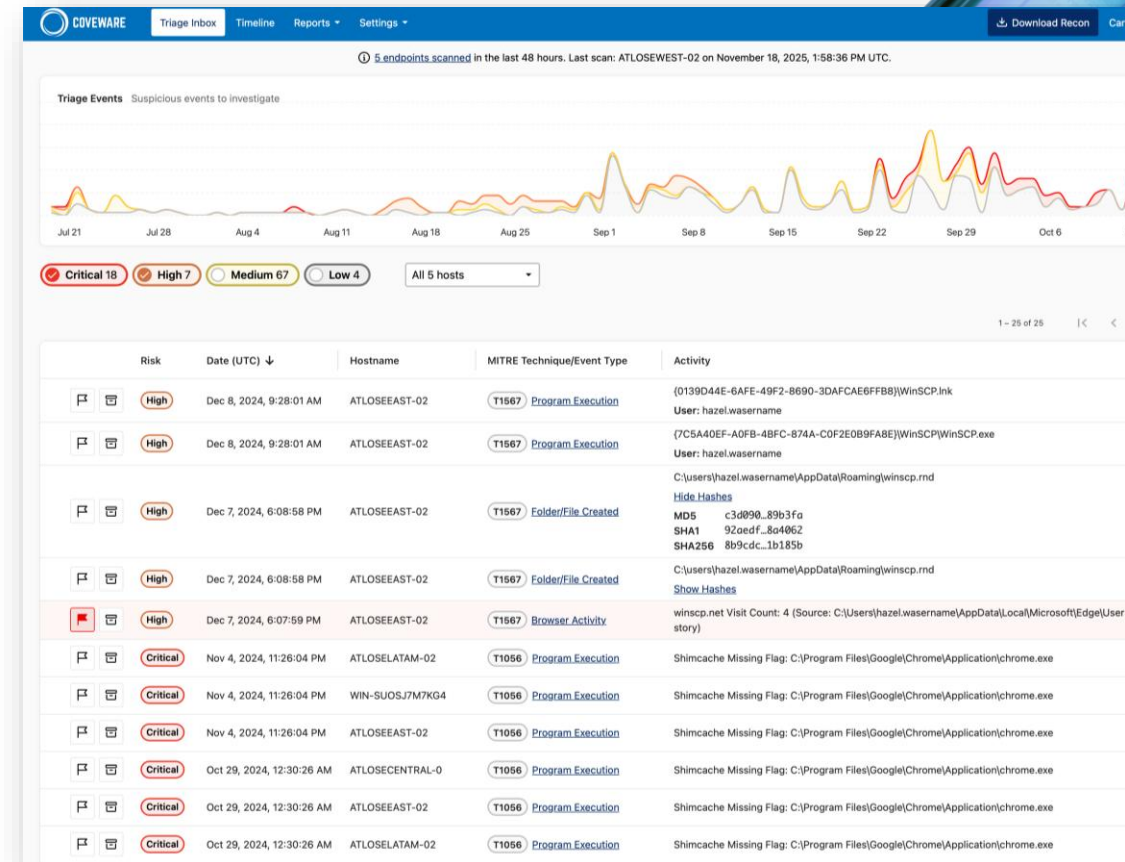 COVEWARE Triage Inbox Timeline Reports Settings Download Recon Car
5 endpoints scanned in the last 48 hours. Last scan: ATLOSEWEST-02 on November 18, 2025, 1:58:36 PM UTC.
Triage Events Suspicious events to investigate
Jul 21 Jul 28 Aug 4 Aug 11 Aug 18 Aug 25 Sep 1 Sep 8 Sep 15 Sep 22 Sep 29 Oct 6
Critical 18 High 7 Medium 67 Low 4 All 5 hosts
1 – 25 of 25
Risk Date (UTC) ↓ Hostname MITRE Technique/Event Type Activity
High Dec 8, 2024, 9:28:01 AM ATLOSEEAST-02 T1567 Program Execution {0139D44E-6AFE-49F2-8690-3DAFCAE6FFB8}\WinSCP.lnk
User: hazel.wasername
High Dec 8, 2024, 9:28:01 AM ATLOSEEAST-02 T1567 Program Execution {7C5A40EF-A0FB-4BFC-874A-C0F2E0B9FA8E}\WinSCP\WinSCP.exe
User: hazel.wasername
High Dec 7, 2024, 6:08:58 PM ATLOSEEAST-02 T1567 Folder/File Created C:\users\hazel.wasername\AppData\Roaming\winscp.rnd
Hide Hashes
MD5 c3d090…89b3fa
SHA1 92aedf…8a4062
SHA256 8b9cdc…1b185b
High Dec 7, 2024, 6:08:58 PM ATLOSEEAST-02 T1567 Folder/File Created C:\users\hazel.wasername\AppData\Roaming\winscp.rnd
Show Hashes
High Dec 7, 2024, 6:07:59 PM ATLOSEEAST-02 T1567 Browser Activity winscp.net Visit Count: 4 (Source: C:\Users\hazel.wasername\AppData\Local\Microsoft\Edge\User
story)
Critical Nov 4, 2024, 11:26:04 PM ATLOSELATAM-02 T1056 Program Execution Shimcache Missing Flag: C:\Program Files\Google\Chrome\Application\chrome.exe
Critical Nov 4, 2024, 11:26:04 PM WIN-SUOSJ7M7KG4 T1056 Program Execution Shimcache Missing Flag: C:\Program Files\Google\Chrome\Application\chrome.exe
Critical Nov 4, 2024, 11:26:04 PM ATLOSEEAST-02 T1056 Program Execution Shimcache Missing Flag: C:\Program Files\Google\Chrome\Application\chrome.exe
Critical Oct 29, 2024, 12:30:26 AM ATLOSECENTRAL-0 T1056 Program Execution Shimcache Missing Flag: C:\Program Files\Google\Chrome\Application\chrome.exe
Critical Oct 29, 2024, 12:30:26 AM ATLOSEEAST-02 T1056 Program Execution Shimcache Missing Flag: C:\Program Files\Google\Chrome\Application\chrome.exe
Critical Oct 29, 2024, 12:30:26 AM ATLOSELATAM-02 T1056 Program Execution Shimcache Missing Flag: C:\Program Files\Google\Chrome\Application\chrome.exe